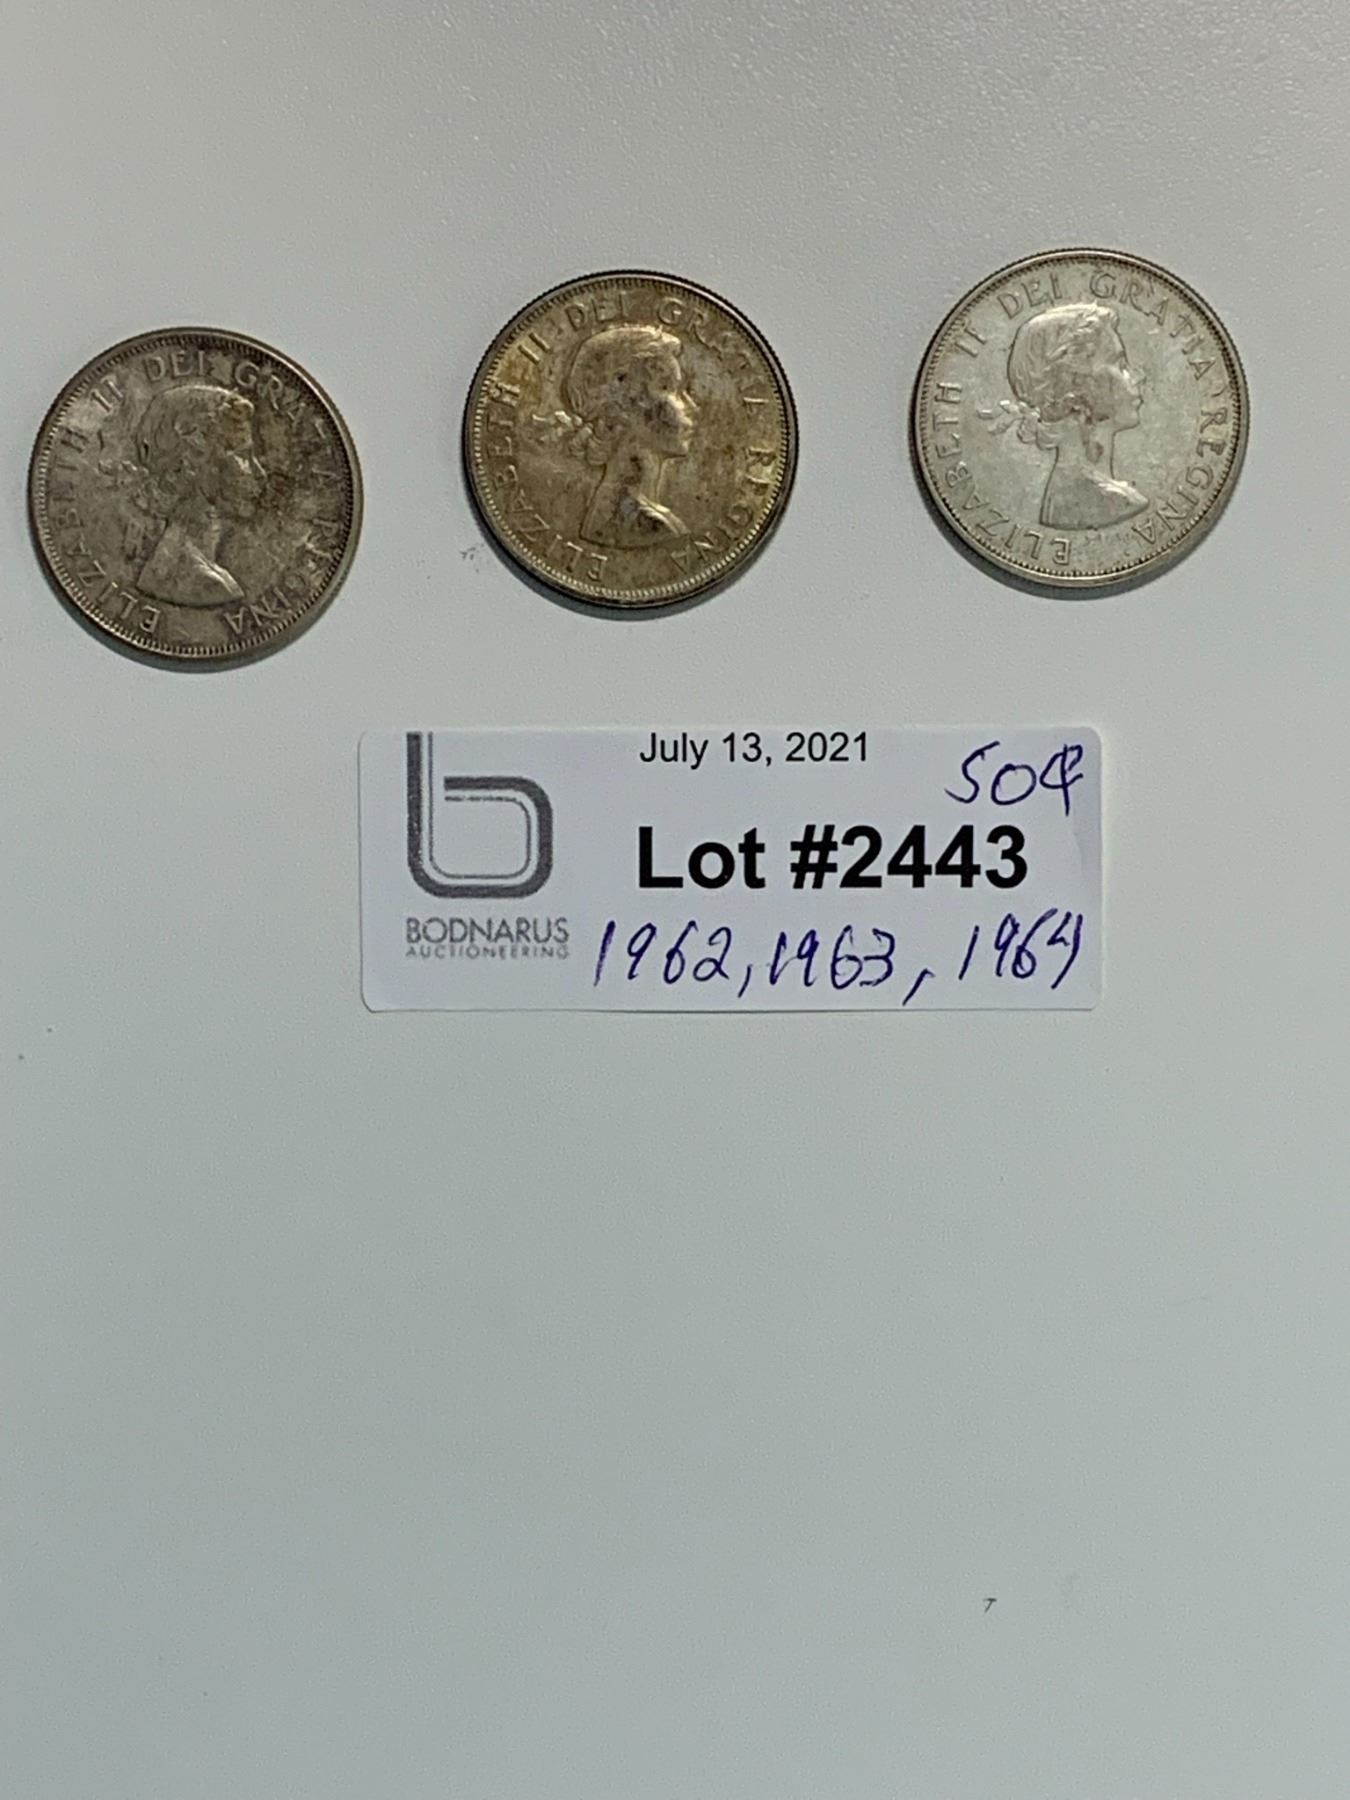 ELIZABETH II DEI GRATIA REGINA
ELIZABETH II DEI GRATIA REGINA
ELIZABETH II DEI GRATIA · REGINA
July 13, 2021
50¢
Lot #2443
BODNARUS
AUCTIONEERING
1962, 1963, 1964